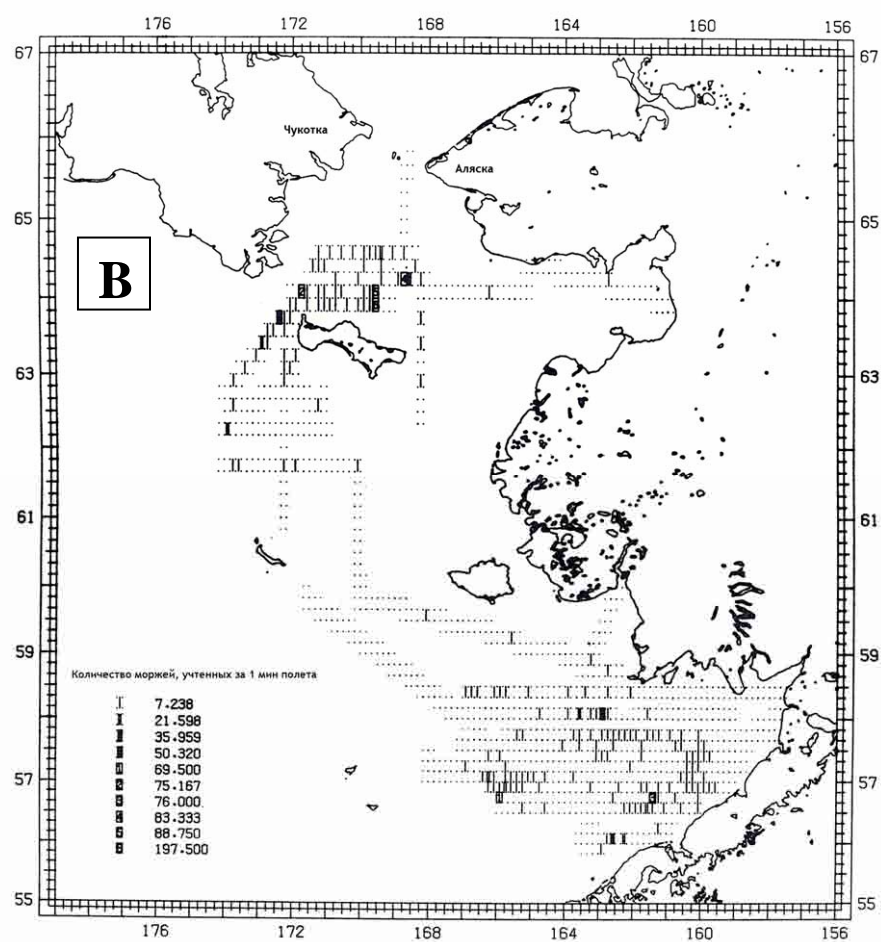 176 172 168 164 160 156
67 67
Чукотка
Аляска
65 65
B
63 63
61 61
59 59
Количество моржей, учтенных за 1 мин полета
7.238
21.598
35.959
50.320
69.500
75.167
76.000
83.333
88.750
197.500
57 57
55 55
176 172 168 164 160 156